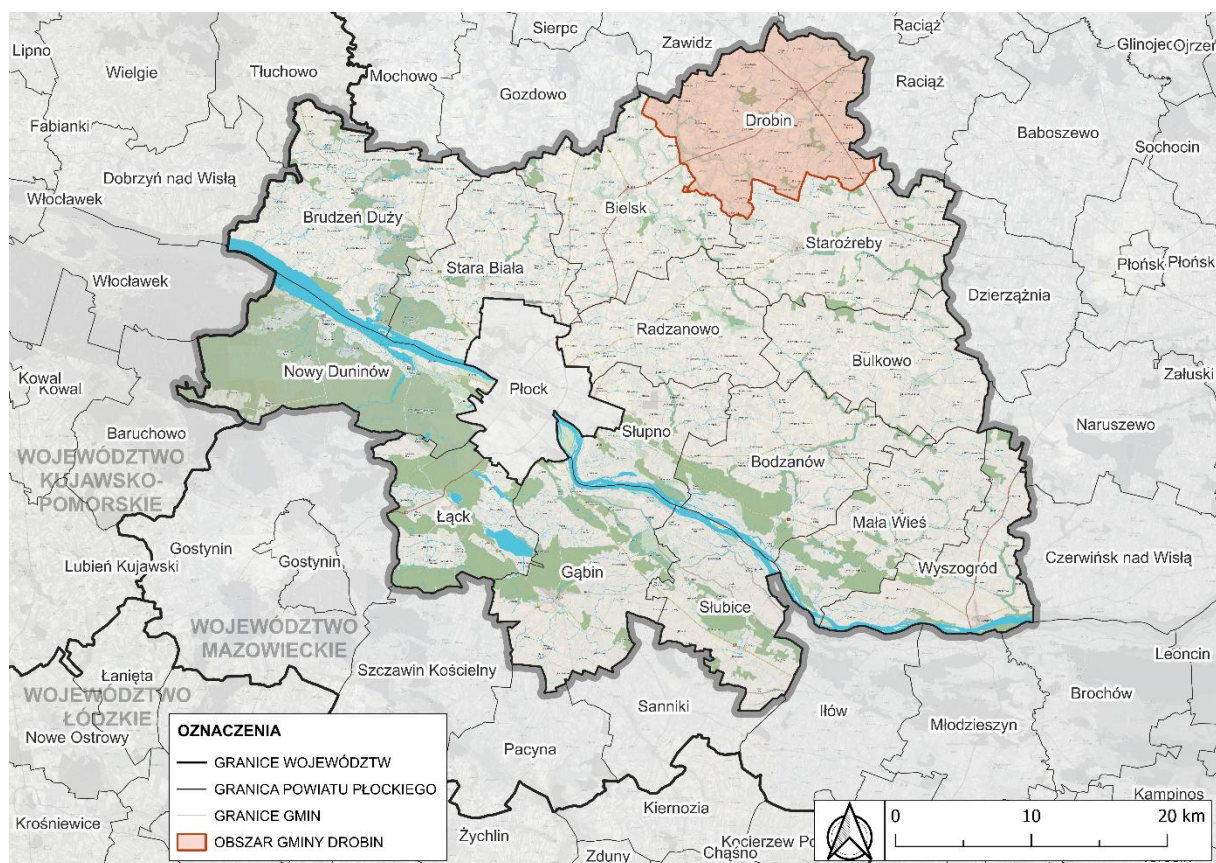 Sierpc
Raciąż
Zawidz
Lipno
Glinojec
Ojrzeń
Wielgie
Tłuchowo
Mochowo
Raciąż
Gozdowo
Drobin
Fabianki
Baboszewo
Sochocin
Dobrzyń nad Wisłą
Włocławek
Brudzeń Duży
Bielsk
Staroźreby
Stara Biała
Płońsk
Płońsk
Włocławek
Dzierzążnia
Radzanowo
Bulkowo
Nowy Duninów
Kowal
Kowal
Płock
Załuski
Baruchowo
Słupno
Naruszewo
WOJEWÓDZTWO
KUJAWSKO-
POMORSKIE
Bodzanów
Łąck
Mała Wieś
Gostynin
Gostynin
Lubień Kujawski
Czerwińsk nad Wisłą
Gąbin
Wyszogród
Słubice
WOJEWÓDZTWO
MAZOWIECKIE
Leoncin
Szczawin Kościelny
Łanięta
WOJEWÓDZTWO
ŁÓDZKIE
Brochów
Sanniki
Iłów
Młodzieszyn
Nowe Ostrowy
Pacyna
OZNACZENIA
GRANICE WOJEWÓDZTW
GRANICA POWIATU PŁOCKIEGO
GRANICE GMIN
OBSZAR GMINY DROBIN
Krośniewice
Kiernozia
Kampinos
Żychlin
Kocierzew Po
Chąśno
Zduny
0 10 20 km